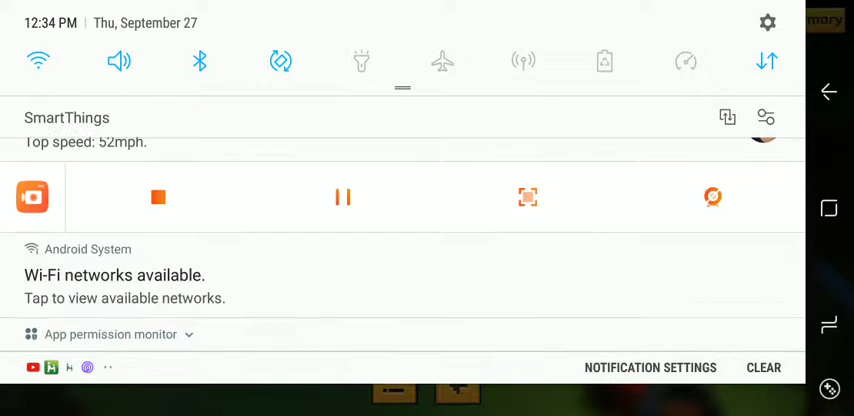 12:34 PM | Thu, September 27
SmartThings
Top speed: 52mph.
Android System
Wi-Fi networks available.
Tap to view available networks.
App permission monitor
NOTIFICATION SETTINGS CLEAR